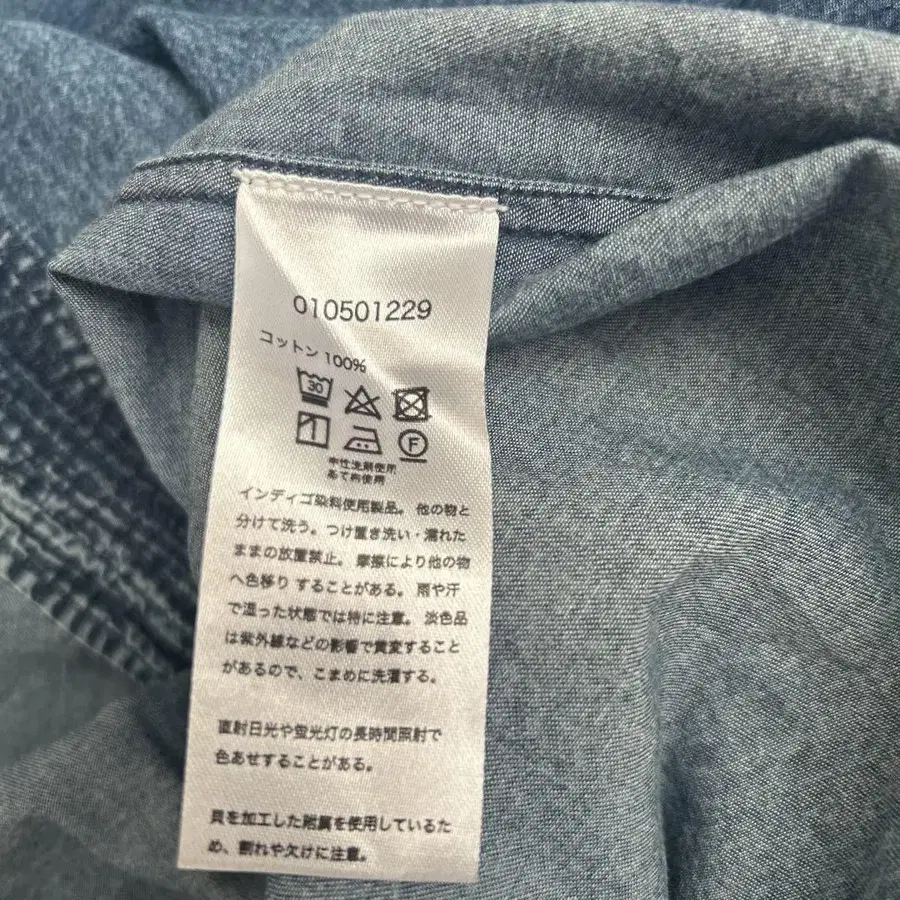 010501229
コットン 100%
30
F
中性洗剤使用
あて布使用
インディゴ染料使用製品。他の物と
分けて洗う。つけ置き洗い・濡れた
ままの放置禁止。摩擦により他の物
へ色移りすることがある。雨や汗
で湿った状態では特に注意。淡色品
は紫外線などの影響で黄変すること
があるので、こまめに洗濯する。
直射日光や蛍光灯の長時間照射で
色あせすることがある。
貝を加工した附属を使用しているた
め、割れや欠けに注意。